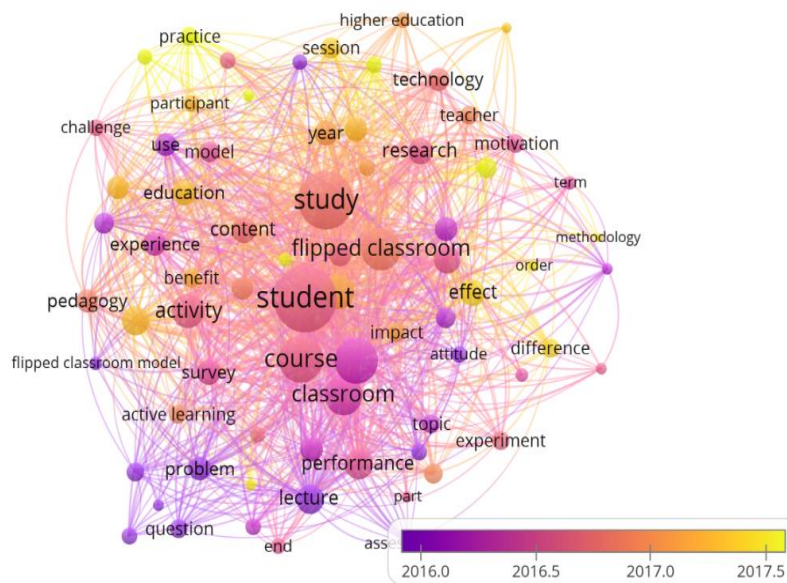 higher education
practice
session
technology
participant
teacher
challenge
year
use
model
research
motivation
term
education
study
content
methodology
experience
flipped classroom
order
benefit
student
effect
pedagogy
activity
impact
difference
attitude
flipped classroom model
course
survey
classroom
active learning
topic
experiment
problem
performance
lecture
part
question
end
2016.0 2016.5 2017.0 2017.5